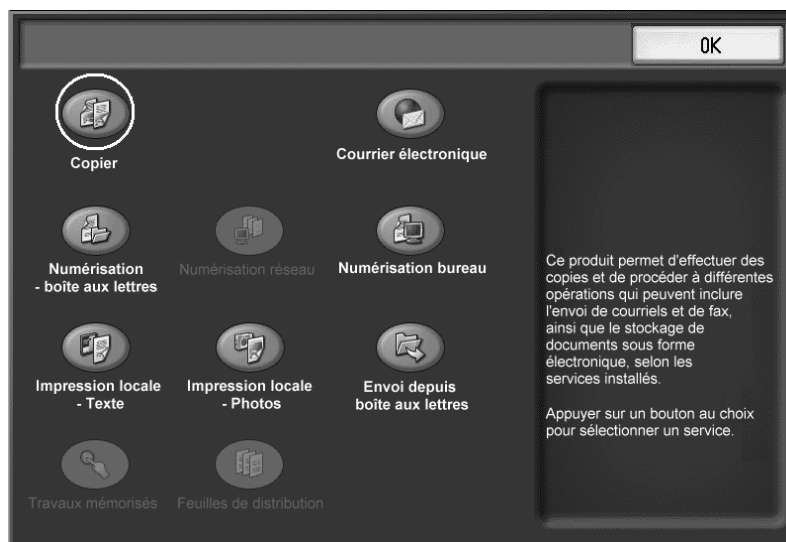 OK
Copier
Courrier électronique
Numérisation
- boîte aux lettres
Numérisation réseau
Numérisation bureau
Impression locale
- Texte
Impression locale
- Photos
Envoi depuis
boîte aux lettres
Travaux mémorisés
Feuilles de distribution
Ce produit permet d'effectuer des
copies et de procéder à différentes
opérations qui peuvent inclure
l'envoi de courriels et de fax,
ainsi que le stockage de
documents sous forme
électronique, selon les
services installés.
Appuyer sur un bouton au choix
pour sélectionner un service.